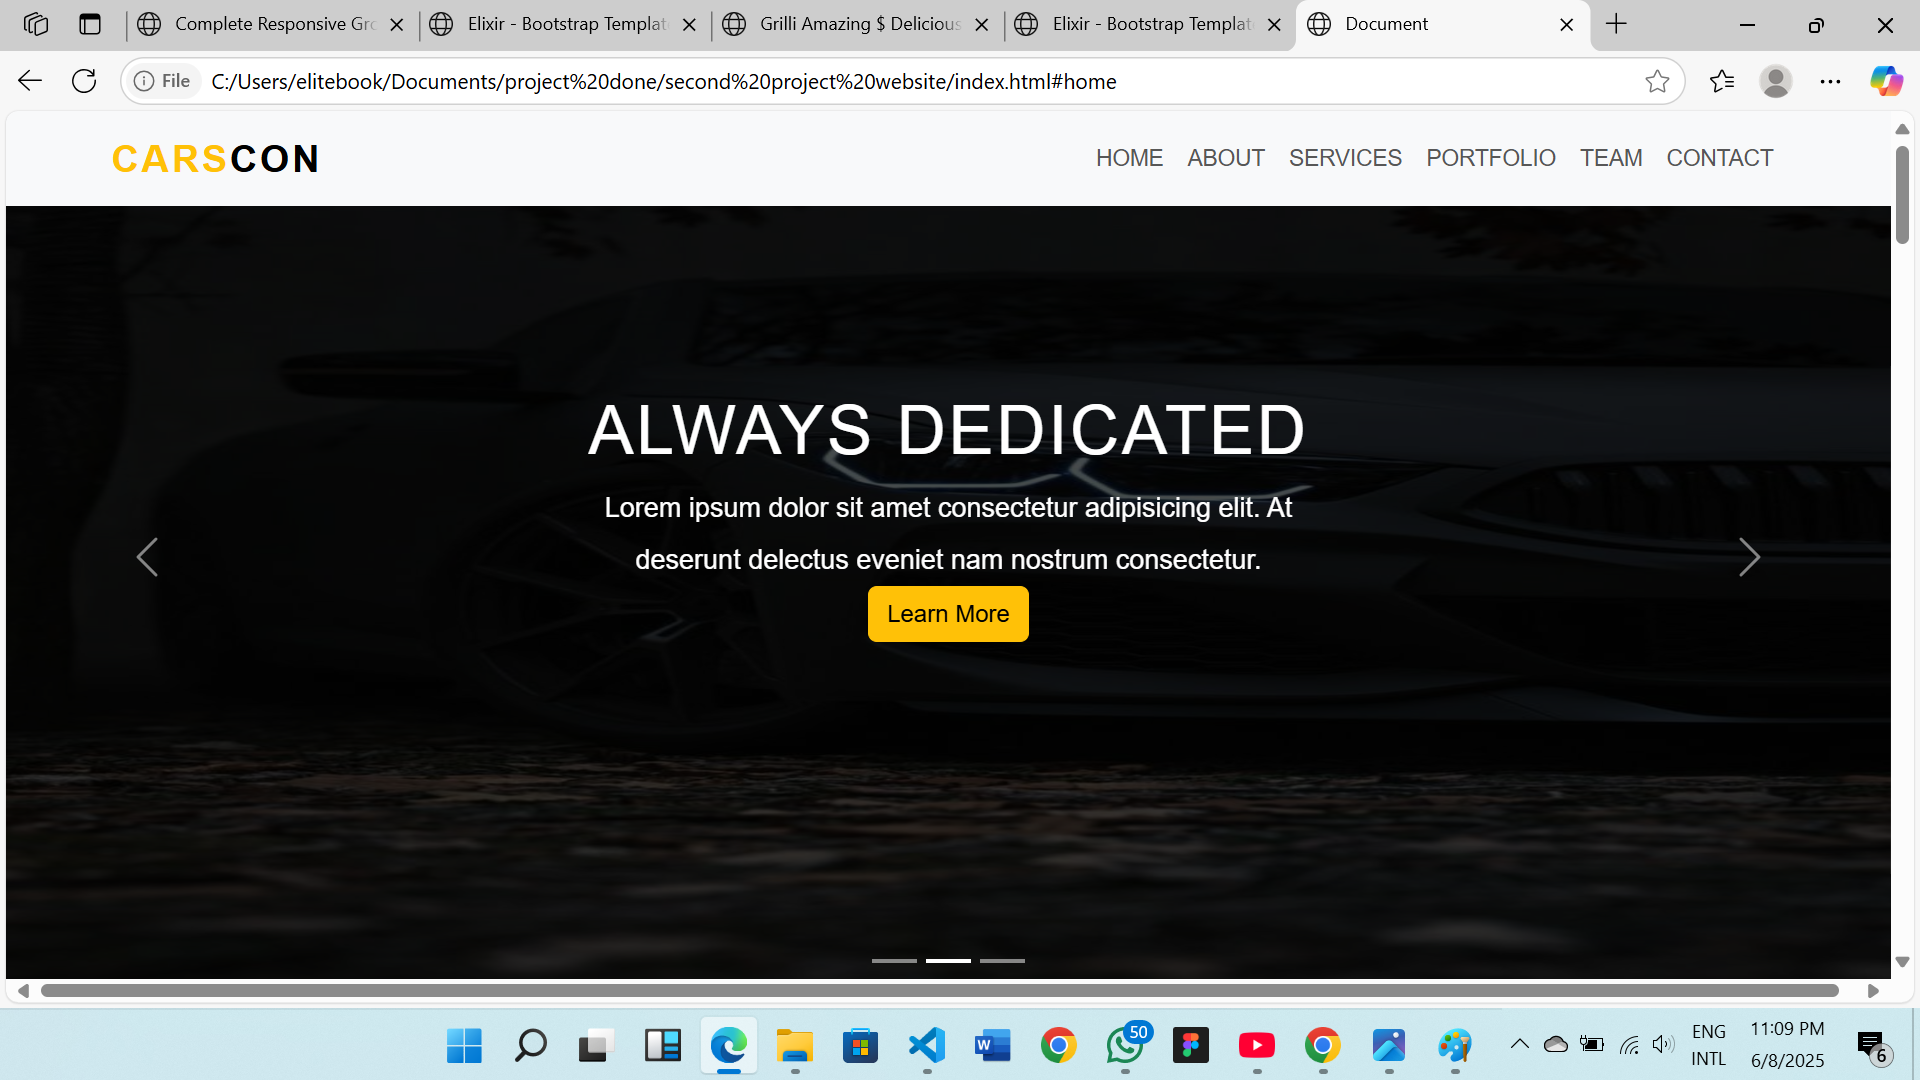 Complete Responsive Gro
Elixir - Bootstrap Templat
Grilli Amazing $ Delicious
Elixir - Bootstrap Templat
Document
File
C:/Users/elitebook/Documents/project%20done/second%20project%20website/index.html#home
CARSCON
HOME ABOUT SERVICES PORTFOLIO TEAM CONTACT
ALWAYS DEDICATED
Lorem ipsum dolor sit amet consectetur adipisicing elit. At
deserunt delectus eveniet nam nostrum consectetur.
Learn More
W
50
ENG
INTL
11:09 PM
6/8/2025
6